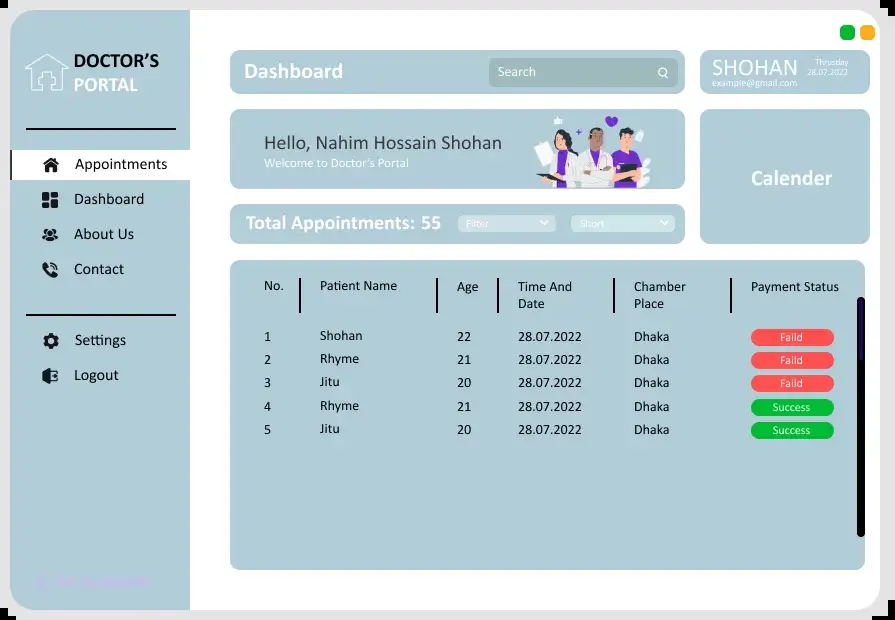 DOCTOR'S
PORTAL
Appointments
Dashboard
About Us
Contact
Settings
Logout
Dashboard
Search
SHOHAN
Thrusday
28.07.2022
example@gmail.com
Hello, Nahim Hossain Shohan
Welcome to Doctor's Portal
Calender
Total Appointments: 55
Short
No. Patient Name Age Time And Date Chamber Place Payment Status
1 Shohan 22 28.07.2022 Dhaka Faild
2 Rhyme 21 28.07.2022 Dhaka Faild
3 Jitu 20 28.07.2022 Dhaka Faild
4 Rhyme 21 28.07.2022 Dhaka Success
5 Jitu 20 28.07.2022 Dhaka Success